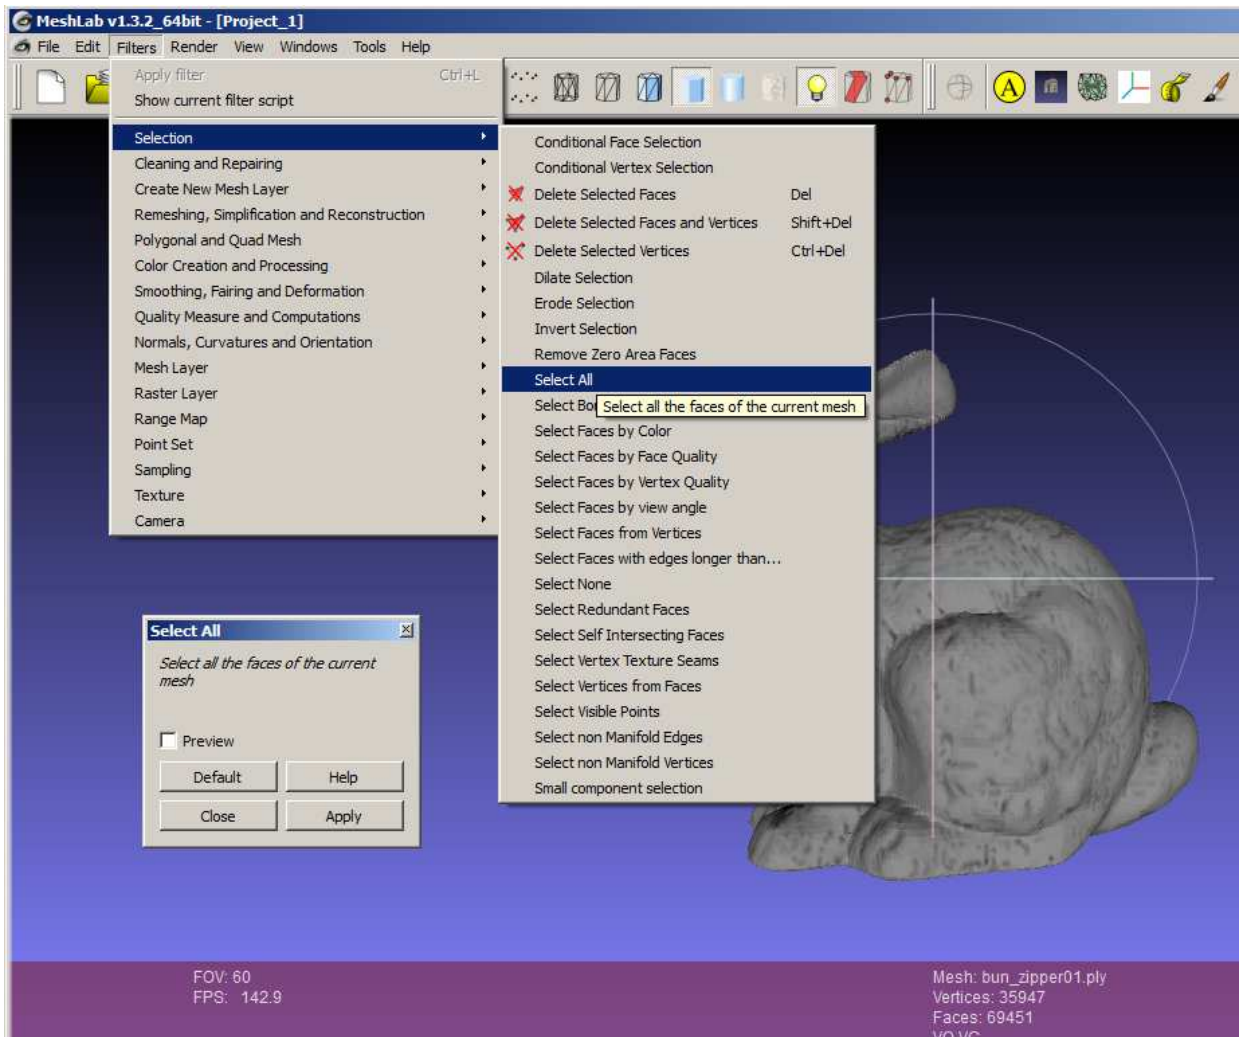 MeshLab v1.3.2_64bit - [Project_1]
File Edit Filters Render View Windows Tools Help
Apply filter Ctrl+L
Show current filter script
A
Selection
Cleaning and Repairing
Create New Mesh Layer
Remeshing, Simplification and Reconstruction
Polygonal and Quad Mesh
Color Creation and Processing
Smoothing, Fairing and Deformation
Quality Measure and Computations
Normals, Curvatures and Orientation
Mesh Layer
Raster Layer
Range Map
Point Set
Sampling
Texture
Camera
Conditional Face Selection
Conditional Vertex Selection
Delete Selected Faces Del
Delete Selected Faces and Vertices Shift+Del
Delete Selected Vertices Ctrl+Del
Dilate Selection
Erode Selection
Invert Selection
Remove Zero Area Faces
Select All
Select
Select all the faces of the current mesh
Select Faces by Color
Select Faces by Face Quality
Select Faces by Vertex Quality
Select Faces by view angle
Select Faces from Vertices
Select Faces with edges longer than...
Select None
Select Redundant Faces
Select Self Intersecting Faces
Select Vertex Texture Seams
Select Vertices from Faces
Select Visible Points
Select non Manifold Edges
Select non Manifold Vertices
Small component selection
Select All
Select all the faces of the current
mesh
Preview
Default Help
Close Apply
FOV: 60
FPS: 142.9
Mesh: bun_zipper01.ply
Vertices: 35947
Faces: 69451